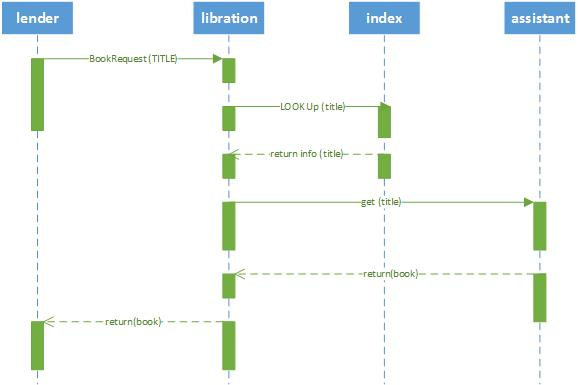 lender libration index assistant
BookRequest (TITLE)
LOOK Up (title)
return info (title)
get (title)
return(book)
return(book)